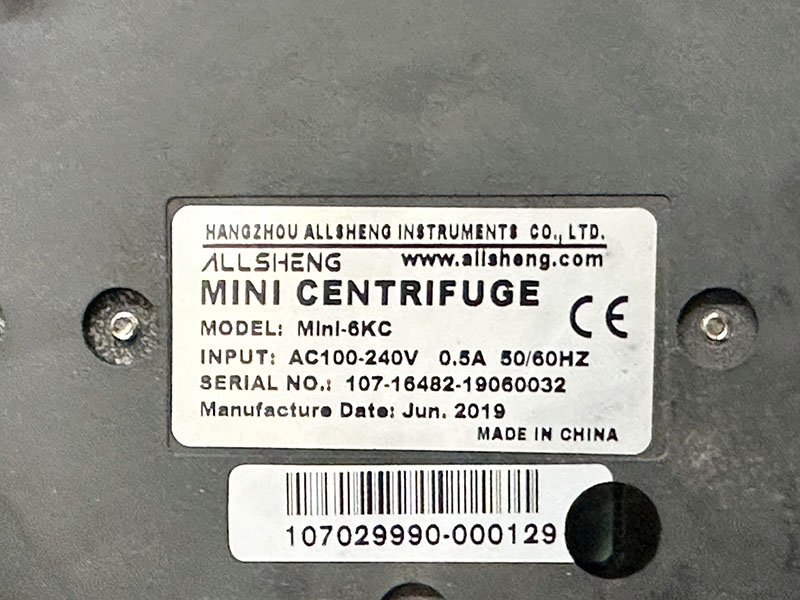 HANGZHOU ALLSHENG INSTRUMENTS CO., LTD.
ALLSHENG www.allsheng.com
MINI CENTRIFUGE
CE
MODEL: Mini-6KC
INPUT: AC100-240V 0.5A 50/60HZ
SERIAL NO.: 107-16482-19060032
Manufacture Date: Jun. 2019
MADE IN CHINA
107029990-000129